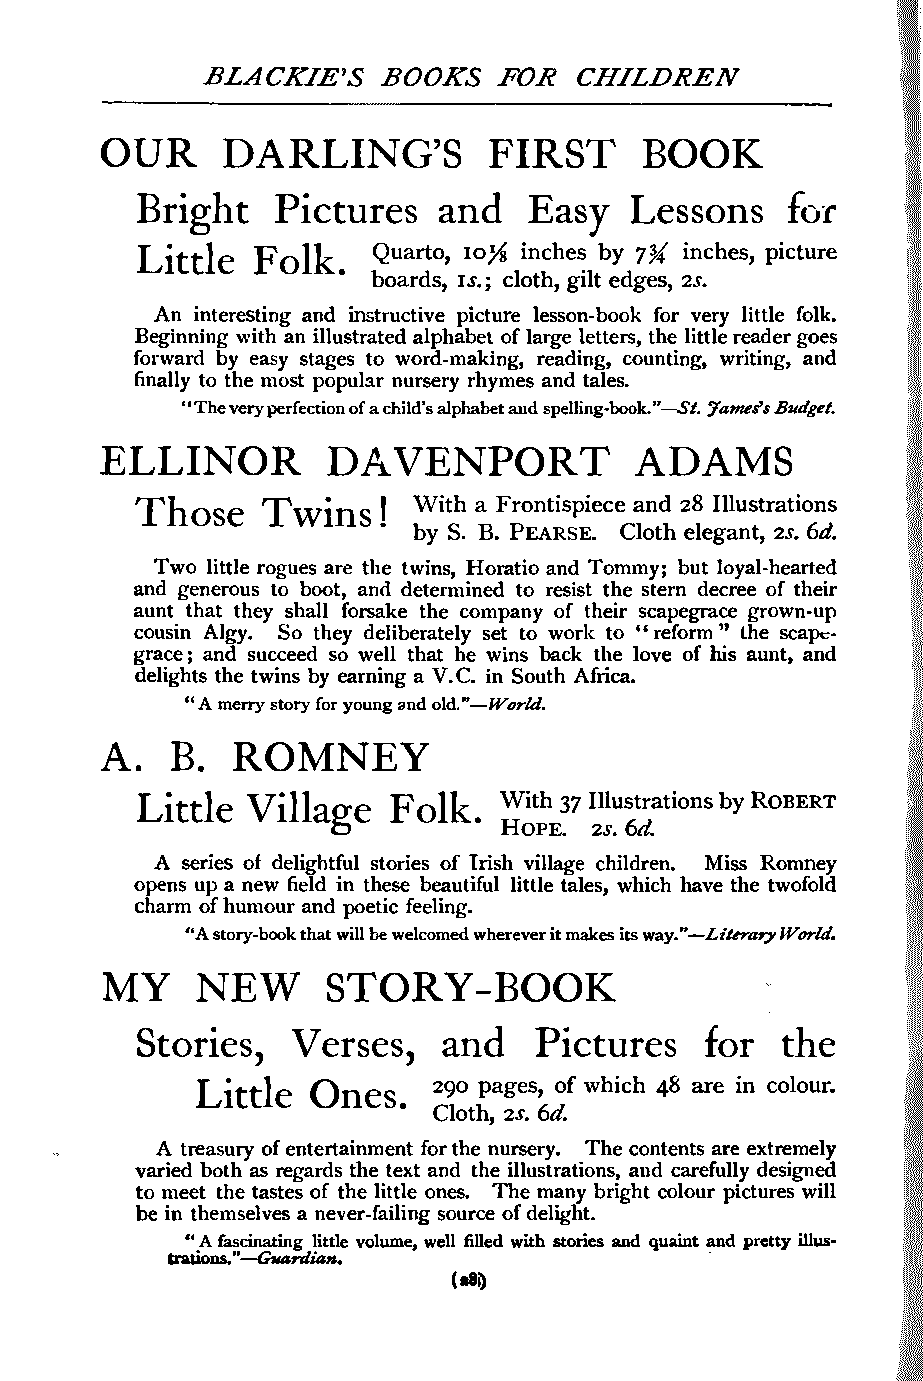 BLACKIE'S BOOKS FOR CHILDREN
OUR DARLING'S FIRST BOOK
Bright Pictures and Easy Lessons for
Little Folk. Quarto, 10⅛ inches by 7¾ inches, picture
boards, 1s.; cloth, gilt edges, 2s.
An interesting and instructive picture lesson-book for very little folk.
Beginning with an illustrated alphabet of large letters, the little reader goes
forward by easy stages to word-making, reading, counting, writing, and
finally to the most popular nursery rhymes and tales.
"The very perfection of a child's alphabet and spelling-book."—St. James's Budget.
ELLINOR DAVENPORT ADAMS
Those Twins! With a Frontispiece and 28 Illustrations
by S. B. PEARSE. Cloth elegant, 2s. 6d.
Two little rogues are the twins, Horatio and Tommy; but loyal-hearted
and generous to boot, and determined to resist the stern decree of their
aunt that they shall forsake the company of their scapegrace grown-up
cousin Algy. So they deliberately set to work to "reform" the scape-
grace; and succeed so well that he wins back the love of his aunt, and
delights the twins by earning a V.C. in South Africa.
"A merry story for young and old."—World.
A. B. ROMNEY
Little Village Folk. With 37 Illustrations by ROBERT
HOPE. 2s. 6d.
A series of delightful stories of Irish village children. Miss Romney
opens up a new field in these beautiful little tales, which have the twofold
charm of humour and poetic feeling.
"A story-book that will be welcomed wherever it makes its way."—Literary World.
MY NEW STORY-BOOK
Stories, Verses, and Pictures for the
Little Ones. 290 pages, of which 48 are in colour.
Cloth, 2s. 6d.
A treasury of entertainment for the nursery. The contents are extremely
varied both as regards the text and the illustrations, and carefully designed
to meet the tastes of the little ones. The many bright colour pictures will
be in themselves a never-failing source of delight.
"A fascinating little volume, well filled with stories and quaint and pretty illus-
trations."—Guardian.